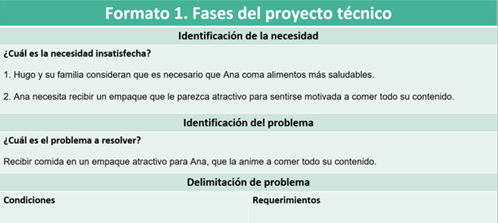 Formato 1. Fases del proyecto técnico
Identificación de la necesidad
¿Cuál es la necesidad insatisfecha?
1. Hugo y su familia consideran que es necesario que Ana coma alimentos más saludables.
2. Ana necesita recibir un empaque que le parezca atractivo para sentirse motivada a comer todo su contenido.
Identificación del problema
¿Cuál es el problema a resolver?
Recibir comida en un empaque atractivo para Ana, que la anime a comer todo su contenido.
Delimitación de problema
Condiciones
Requerimientos